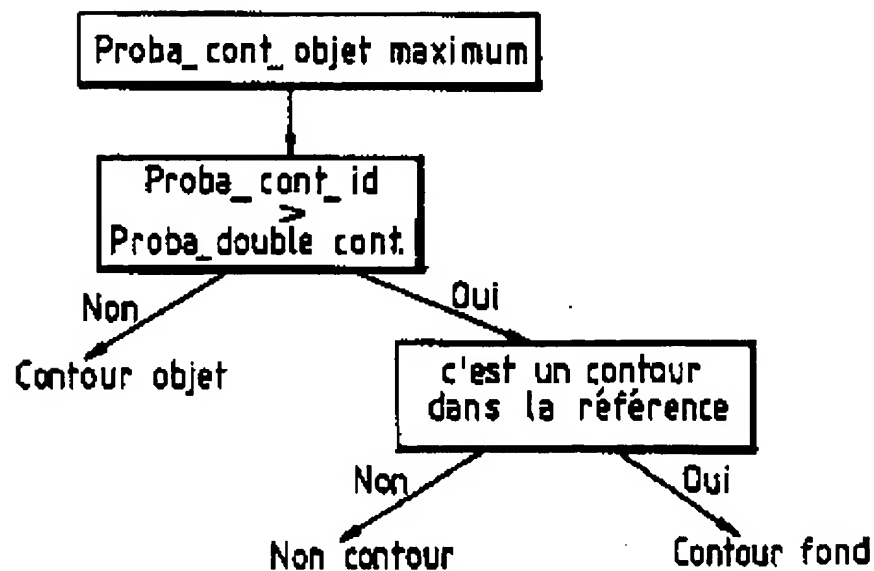 Proba_cont_objet maximum
Proba_cont_id
>
Proba_double cont.
Non
Oui
Contour objet
c'est un contour
dans la référence
Non
Oui
Non contour
Contour fond